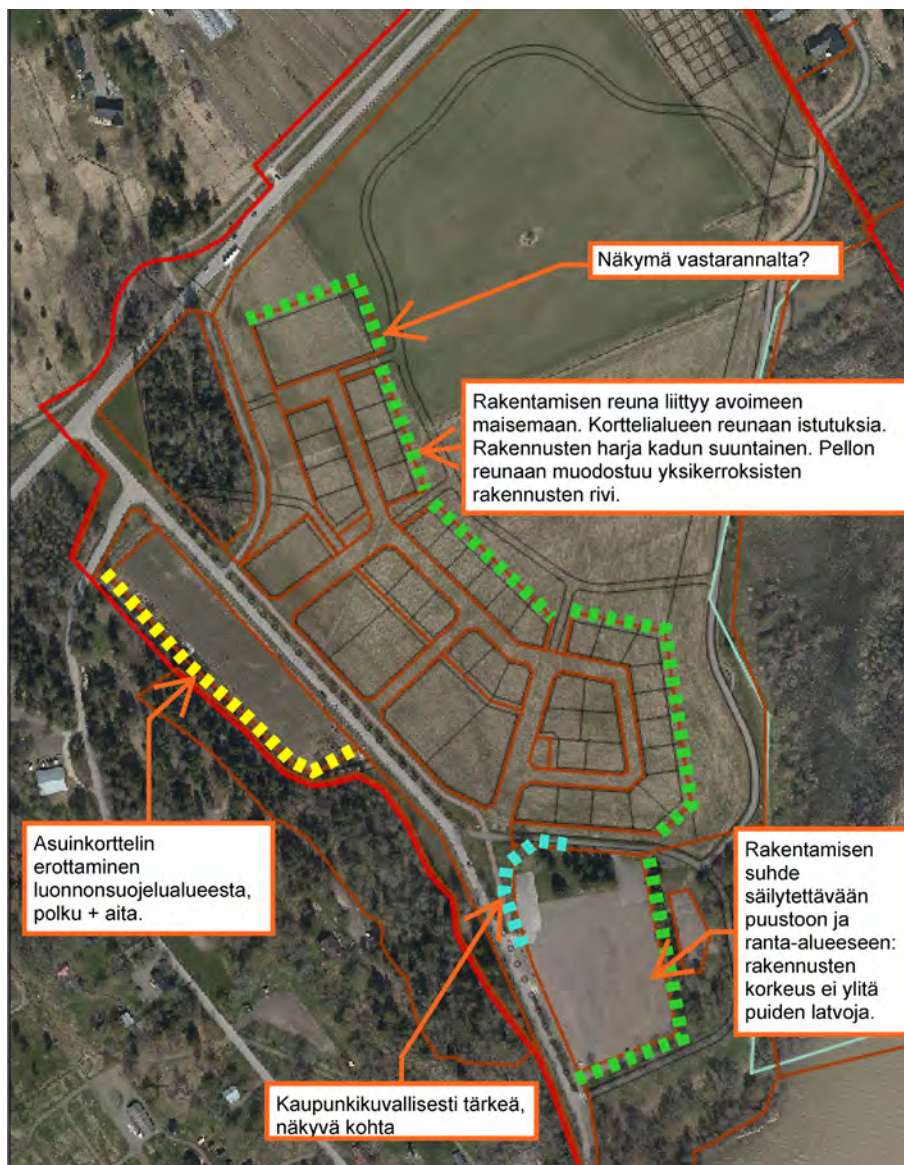 Näkymä vastarannalta?
Rakentamisen reuna liittyy avoimeen
maisemaan. Korttelialueen reunaan istutuksia.
Rakennusten harja kadun suuntainen. Pellon
reunaan muodostuu yksikerroksisten
rakennusten rivi.
Asuinkorttelin
erottaminen
luonnonsuojelualueesta,
polku + aita.
Rakentamisen
suhde
säilytettävään
puustoon ja
ranta-alueeseen:
rakennusten
korkeus ei ylitä
puiden latvoja.
Kaupunkikuvallisesti tärkeä,
näkyvä kohta